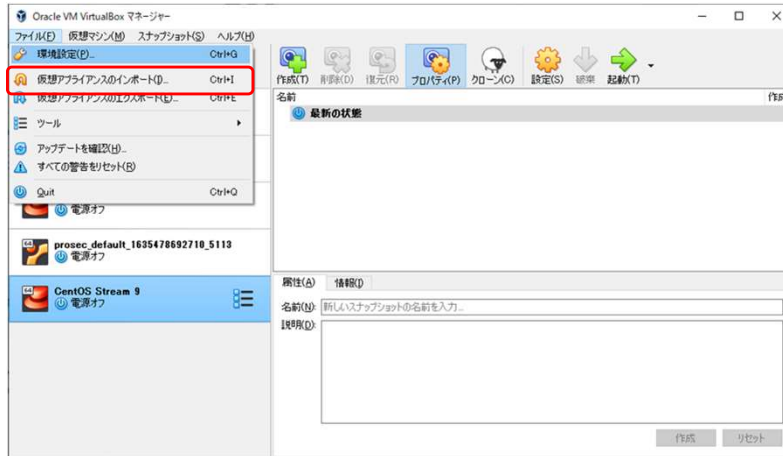 Oracle VM VirtualBox マネージャー
ファイル(F) 仮想マシン(M) スナップショット(S) ヘルプ(H)
環境設定(P)... Ctrl+G
仮想アプライアンスのインポート(I)... Ctrl+I
仮想アプライアンスのエクスポート(E)... Ctrl+E
ツール
アップデートを確認(H)...
すべての警告をリセット(R)
Quit Ctrl+Q
作成(T) 削除(D) 復元(R) プロパティ(P) クローン(C) 設定(S) 破棄 起動(T)
名前
最新の状態
電源オフ
prosec_default_1635478692710_5113
電源オフ
CentOS Stream 9
電源オフ
属性(A) 情報(I)
名前(N): 新しいスナップショットの名前を入力...
説明(D):
作成 リセット